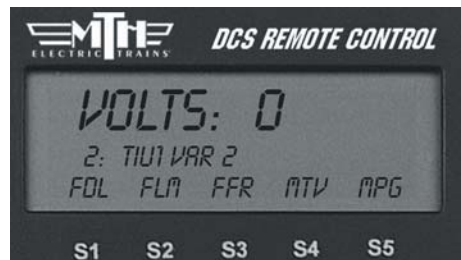 MTH DCS REMOTE CONTROL
ELECTRIC TRAINS
VOLTS: 0
2: TIU1 VAR 2
FDL FLM FFR MTV MPG
S1 S2 S3 S4 S5